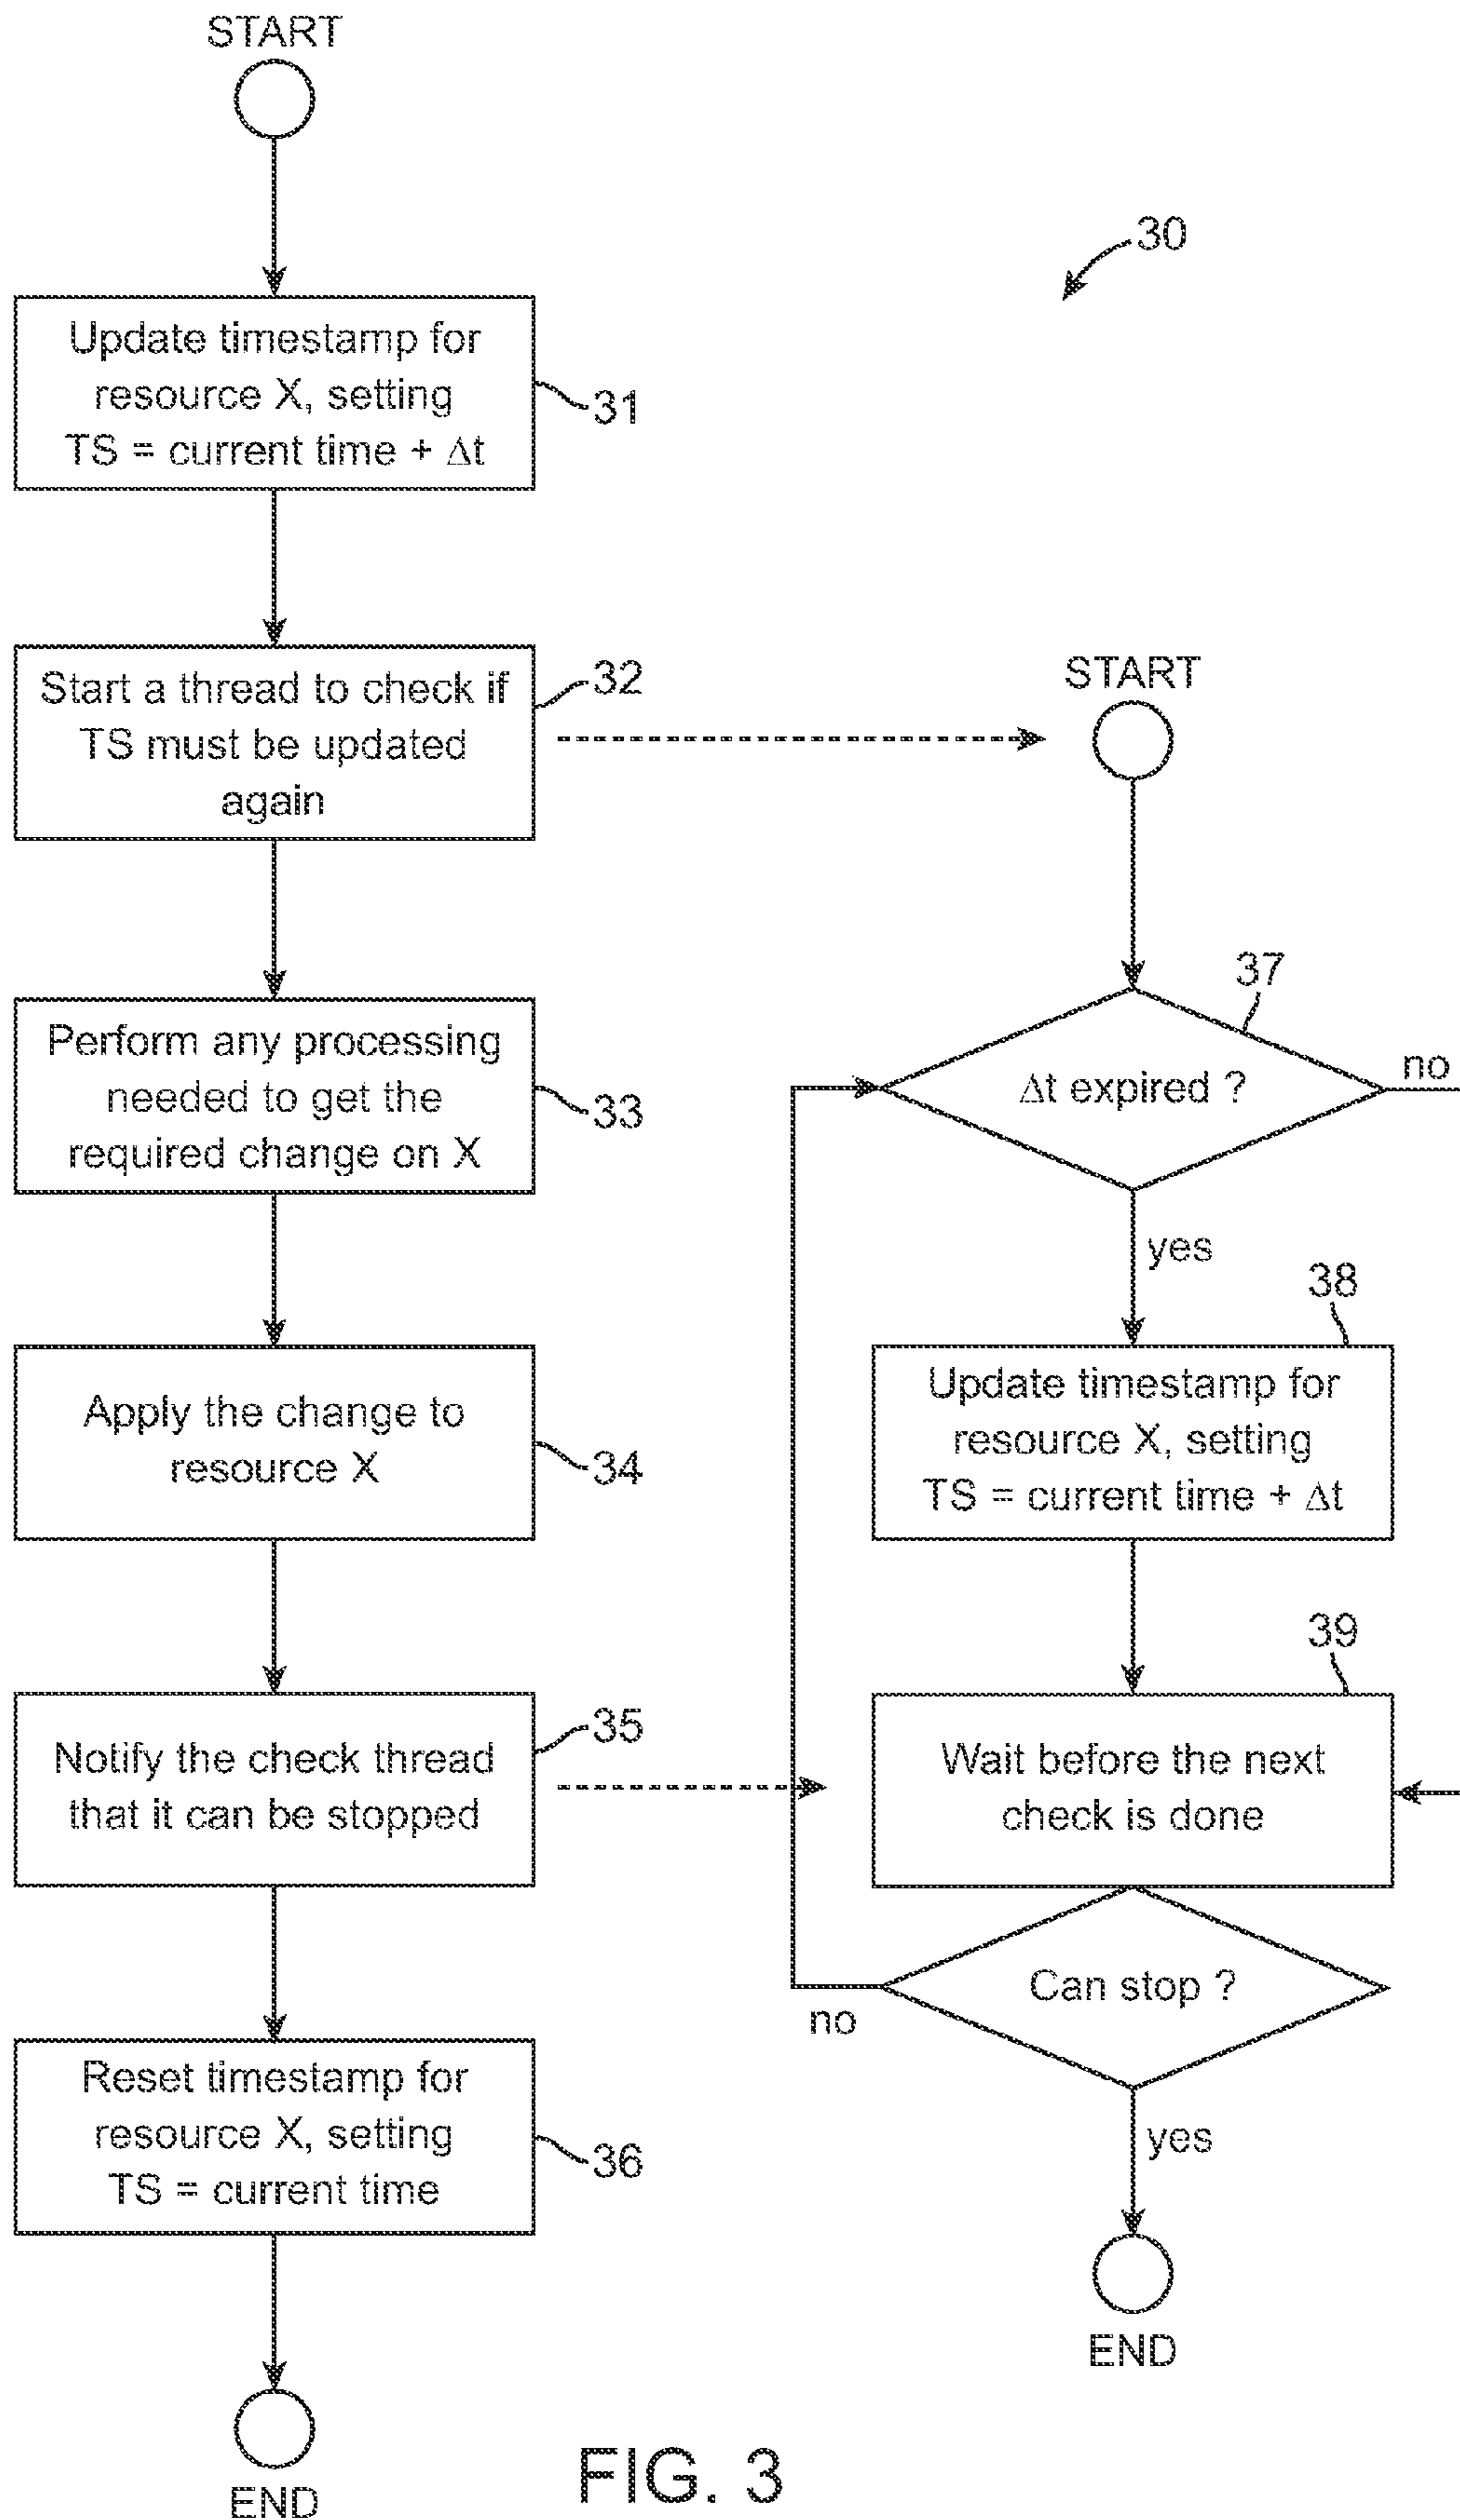 START
30
Update timestamp for
resource X, setting
TS = current time + Δt
31
Start a thread to check if
TS must be updated
again
32
START
Perform any processing
needed to get the
required change on X
33
37
Δt expired ?
no
yes
Apply the change to
resource X
34
38
Update timestamp for
resource X, setting
TS = current time + Δt
Notify the check thread
that it can be stopped
35
39
Wait before the next
check is done
Can stop ?
no
yes
Reset timestamp for
resource X, setting
TS = current time
36
END
END
FIG. 3